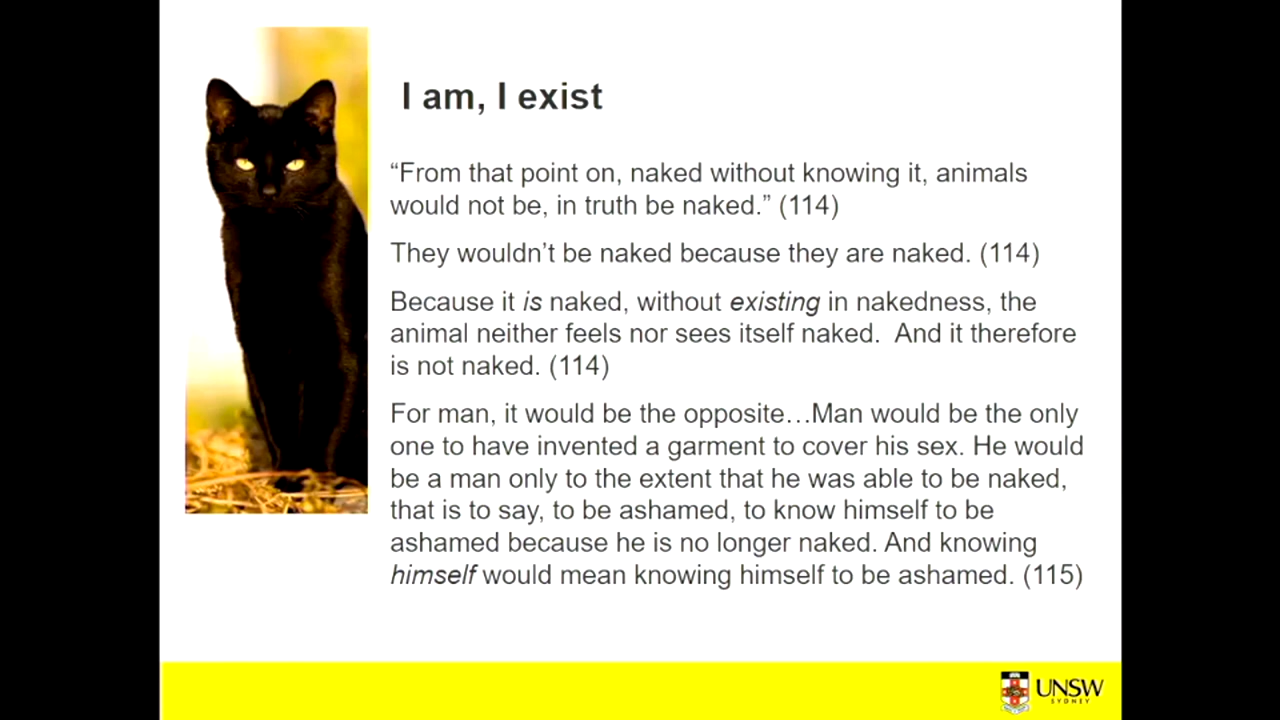 I am, I exist
“From that point on, naked without knowing it, animals
would not be, in truth be naked.” (114)
They wouldn’t be naked because they are naked. (114)
Because it is naked, without existing in nakedness, the
animal neither feels nor sees itself naked.  And it therefore
is not naked. (114)
For man, it would be the opposite…Man would be the only
one to have invented a garment to cover his sex. He would
be a man only to the extent that he was able to be naked,
that is to say, to be ashamed, to know himself to be
ashamed because he is no longer naked. And knowing
himself would mean knowing himself to be ashamed. (115)
UNSW
SYDNEY